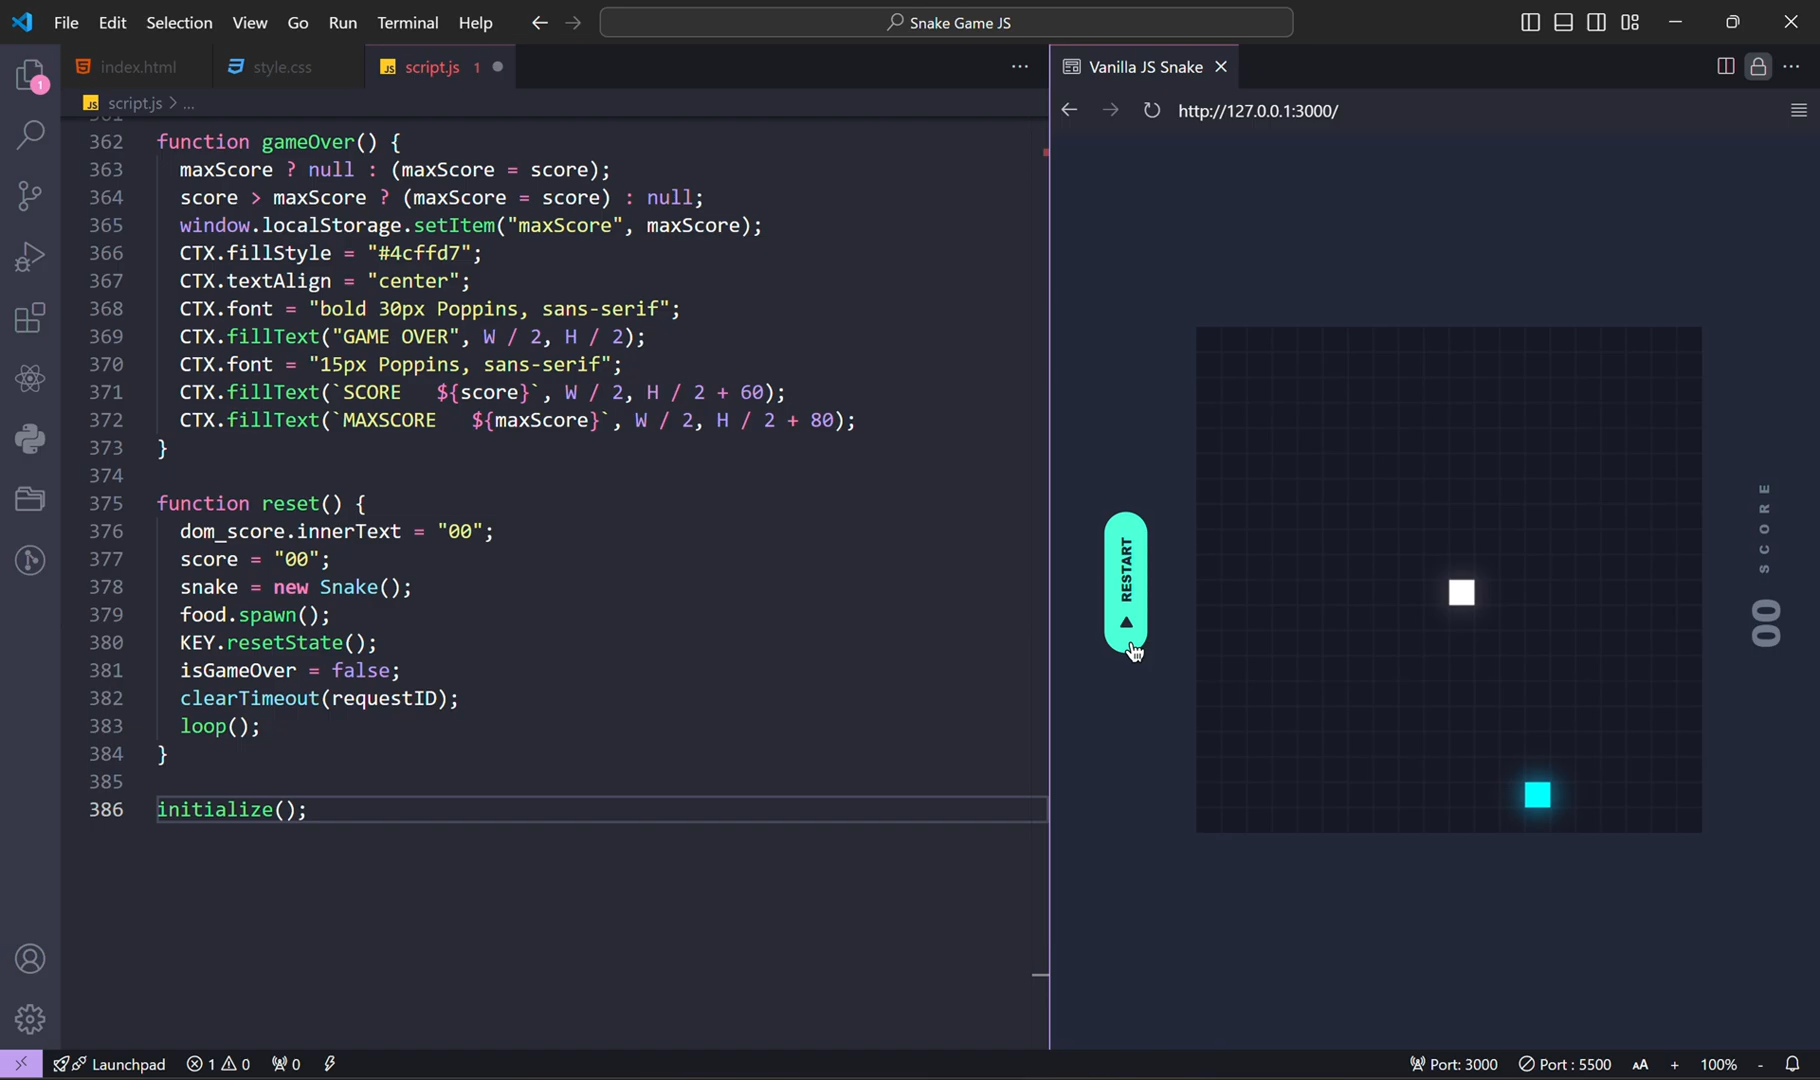 File Edit Selection View Go Run Terminal Help
Snake Game JS
index.html
style.css
script.js 1
Vanilla JS Snake
script.js > ...
http://127.0.0.1:3000/
362 function gameOver() {
363 maxScore ? null : (maxScore = score);
364 score > maxScore ? (maxScore = score) : null;
365 window.localStorage.setItem("maxScore", maxScore);
366 CTX.fillStyle = "#4cffd7";
367 CTX.textAlign = "center";
368 CTX.font = "bold 30px Poppins, sans-serif";
369 CTX.fillText("GAME OVER", W / 2, H / 2);
370 CTX.font = "15px Poppins, sans-serif";
371 CTX.fillText(`SCORE   ${score}`, W / 2, H / 2 + 60);
372 CTX.fillText(`MAXSCORE   ${maxScore}`, W / 2, H / 2 + 80);
373 }
374
375 function reset() {
376 dom_score.innerText = "00";
377 score = "00";
378 snake = new Snake();
379 food.spawn();
380 KEY.resetState();
381 isGameOver = false;
382 clearTimeout(requestID);
383 loop();
384 }
385
386 initialize();
1
RESTART
SCORE
00
Launchpad
1 0
0
Port: 3000
Port : 5500
AA
+
100%
-